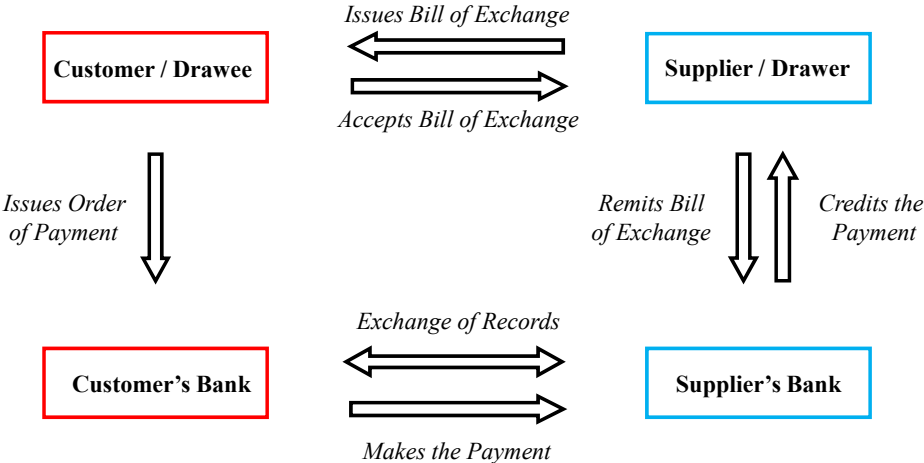 Issues Bill of Exchange
Customer / Drawee
Supplier / Drawer
Accepts Bill of Exchange
Issues Order
of Payment
Remits Bill
of Exchange
Credits the
Payment
Exchange of Records
Customer’s Bank
Supplier’s Bank
Makes the Payment